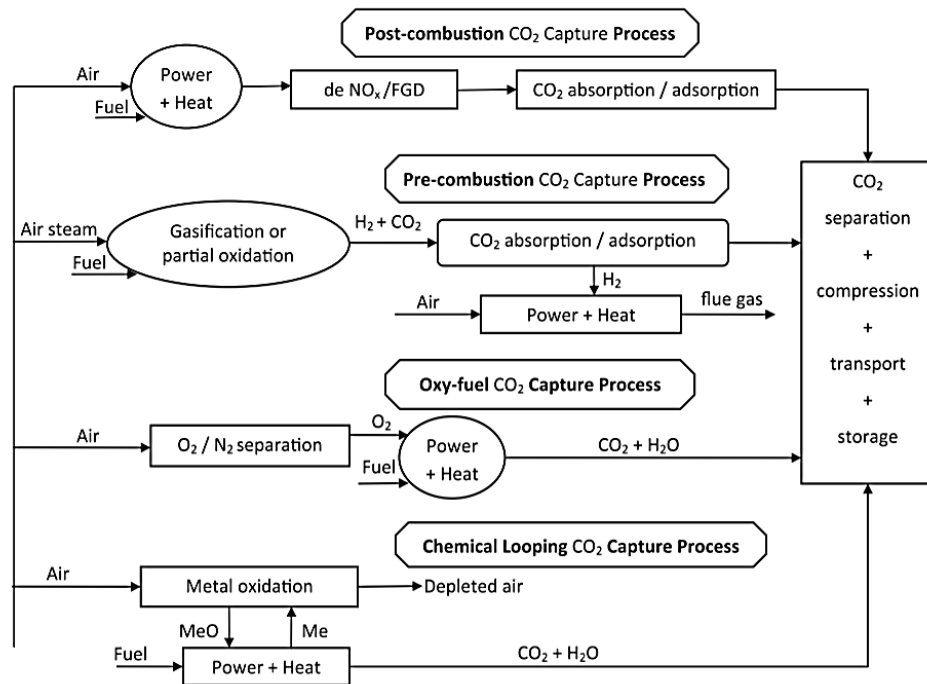 Post-combustion CO₂ Capture Process
Air
Fuel
Power
+ Heat
de NOₓ/FGD
CO₂ absorption / adsorption
Pre-combustion CO₂ Capture Process
Air steam
Fuel
Gasification or
partial oxidation
H₂ + CO₂
CO₂ absorption / adsorption
H₂
Air
Power + Heat
flue gas
Oxy-fuel CO₂ Capture Process
Air
O₂ / N₂ separation
O₂
Fuel
Power
+ Heat
CO₂ + H₂O
Chemical Looping CO₂ Capture Process
Air
Metal oxidation
Depleted air
MeO
Me
Fuel
Power + Heat
CO₂ + H₂O
CO₂
separation
+
compression
+
transport
+
storage